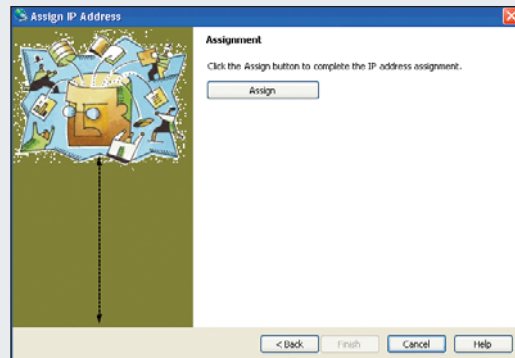 Assign IP Address
Assignment
Click the Assign button to complete the IP address assignment.
Assign
< Back Finish Cancel Help